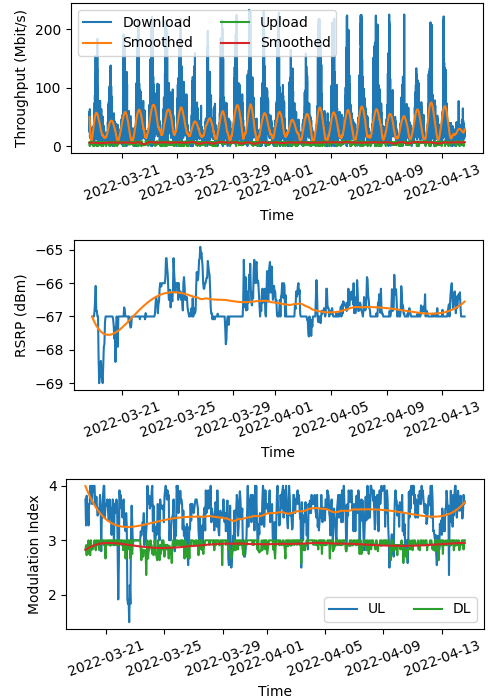 Throughput (Mbit/s)
200
100
0
Download
Smoothed
Upload
Smoothed
2022-03-21
2022-03-25
2022-03-29
2022-04-01
2022-04-05
2022-04-09
2022-04-13
Time
RSRP (dBm)
−65
−66
−67
−68
−69
2022-03-21
2022-03-25
2022-03-29
2022-04-01
2022-04-05
2022-04-09
2022-04-13
Time
Modulation Index
4
3
2
UL
DL
2022-03-21
2022-03-25
2022-03-29
2022-04-01
2022-04-05
2022-04-09
2022-04-13
Time